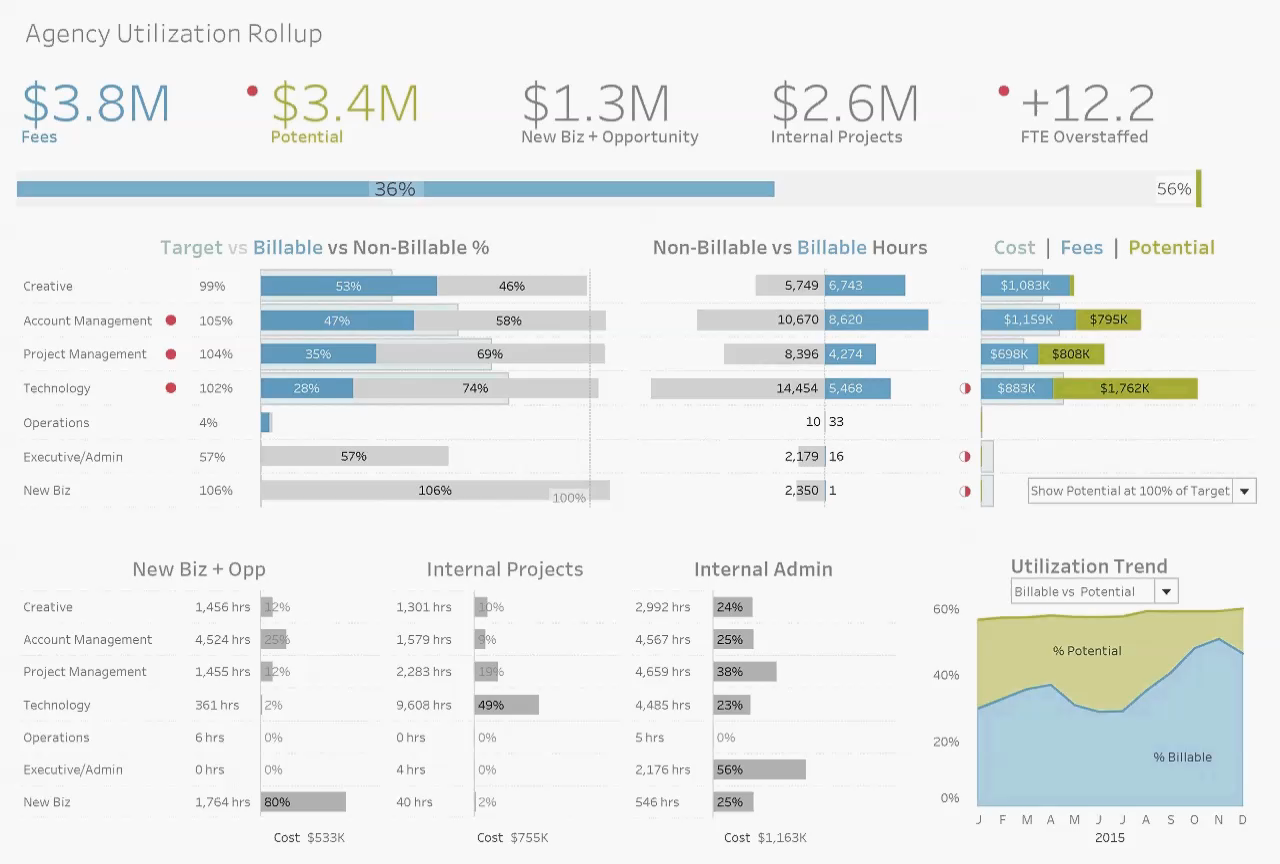 Agency Utilization Rollup
$3.8M $3.4M $1.3M $2.6M +12.2
Fees Potential New Biz + Opportunity Internal Projects FTE Overstaffed
36% 56%
Target vs Billable vs Non-Billable % Non-Billable vs Billable Hours Cost | Fees | Potential
Creative 99% 53% 46% 5,749 6,743 $1,083K
Account Management 105% 47% 58% 10,670 8,620 $1,159K $795K
Project Management 104% 35% 69% 8,396 4,274 $698K $808K
Technology 102% 28% 74% 14,454 5,468 $883K $1,762K
Operations 4% 10 33
Executive/Admin 57% 57% 2,179 16
New Biz 106% 106% 100% 2,350 1 Show Potential at 100% of Target
New Biz + Opp Internal Projects Internal Admin Utilization Trend
Billable vs Potential
Creative 1,456 hrs 12% 1,301 hrs 10% 2,992 hrs 24% 60%
Account Management 4,524 hrs 25% 1,579 hrs 9% 4,567 hrs 25% % Potential
Project Management 1,455 hrs 12% 2,283 hrs 19% 4,659 hrs 38% 40%
Technology 361 hrs 2% 9,608 hrs 49% 4,485 hrs 23%
Operations 6 hrs 0% 0 hrs 0% 5 hrs 0% 20%
Executive/Admin 0 hrs 0% 4 hrs 0% 2,176 hrs 56% % Billable
New Biz 1,764 hrs 80% 40 hrs 2% 546 hrs 25% 0%
J F M A M J J A S O N D
Cost $533K Cost $755K Cost $1,163K 2015